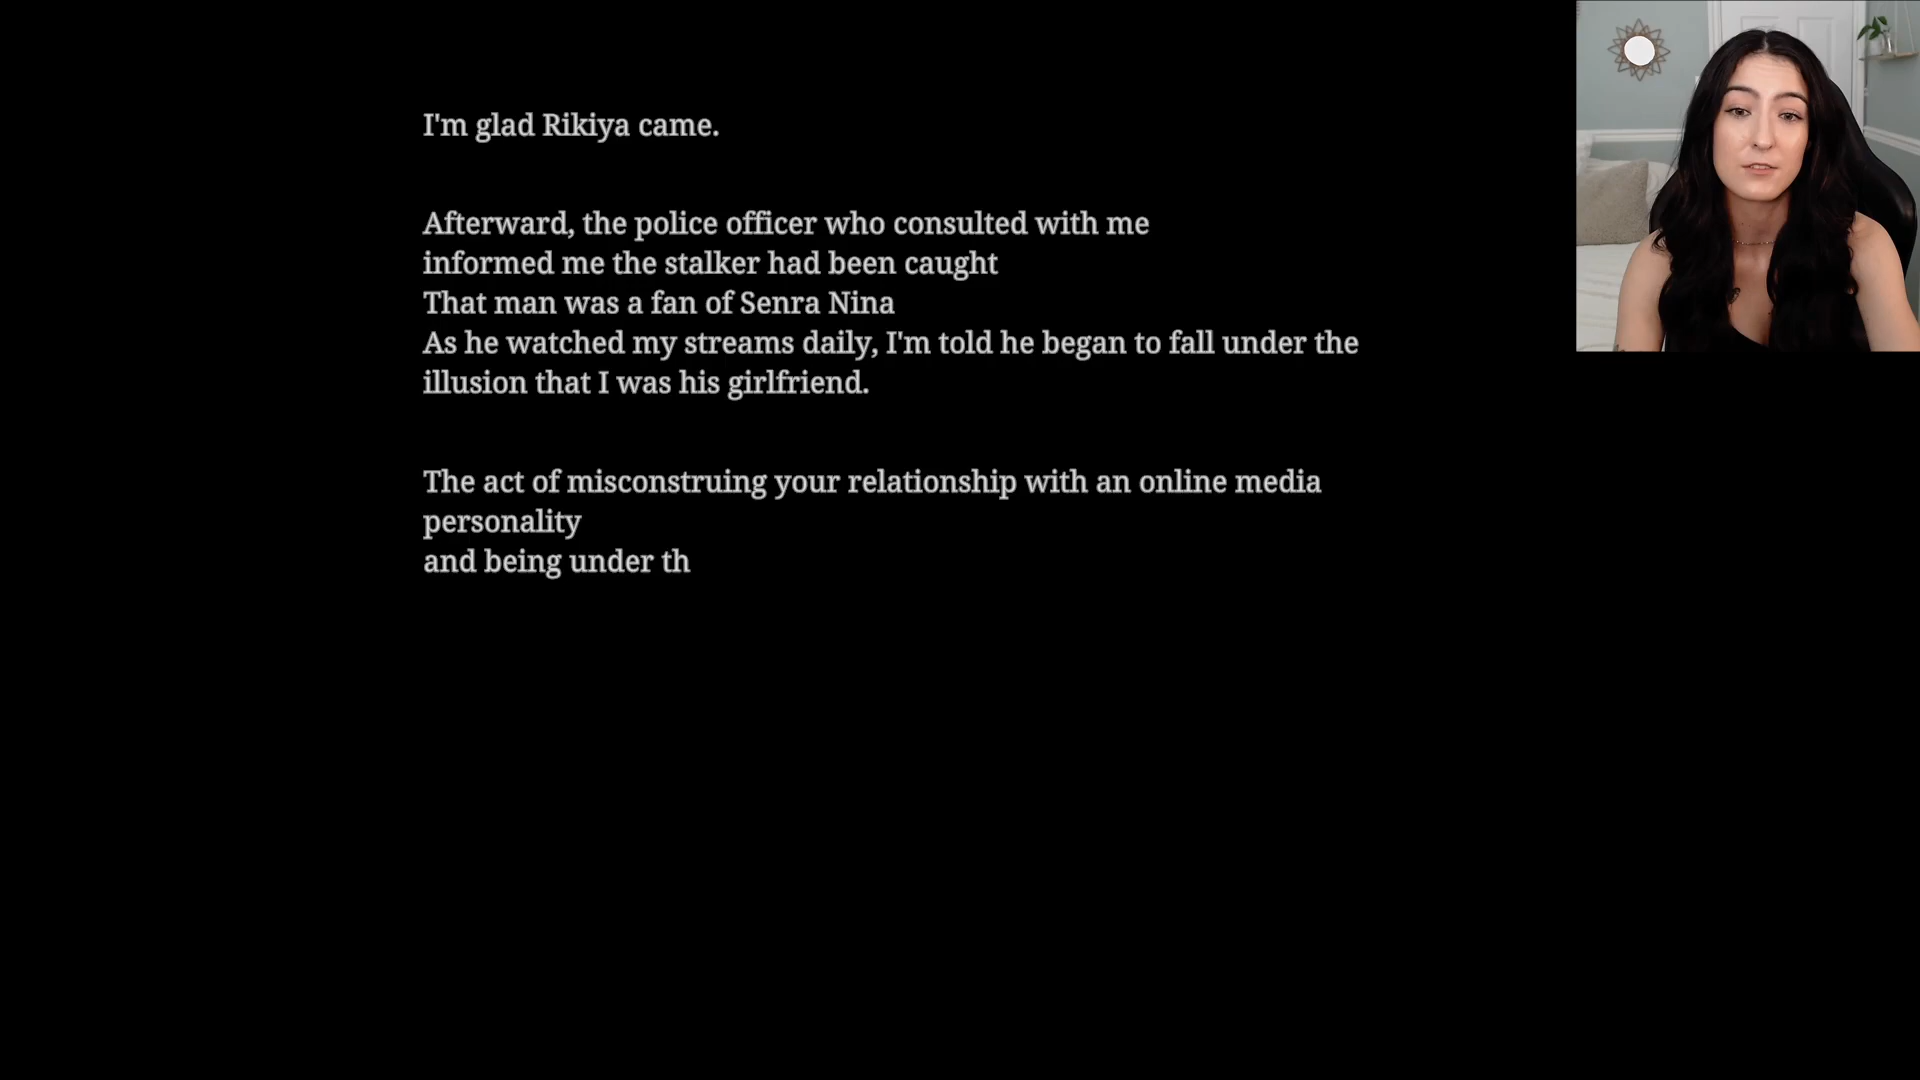 I'm glad Rikiya came.
Afterward, the police officer who consulted with me
informed me the stalker had been caught
That man was a fan of Senra Nina
As he watched my streams daily, I'm told he began to fall under the
illusion that I was his girlfriend.
The act of misconstruing your relationship with an online media
personality
and being under th